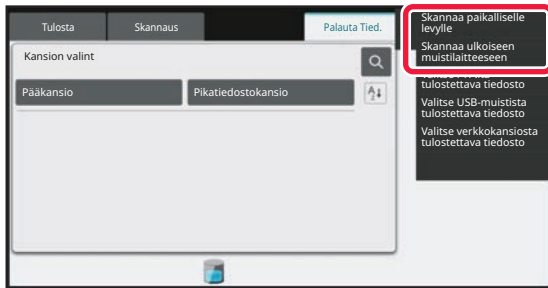 Tulosta
Skannaus
Palauta Tied.
Kansion valint
Pääkansio
Pikatiedostokansio
Skannaa paikalliselle
levylle
Skannaa ulkoiseen
muistilaitteeseen
tulostettava tiedosto
Valitse USB-muistista
tulostettava tiedosto
Valitse verkkokansiosta
tulostettava tiedosto